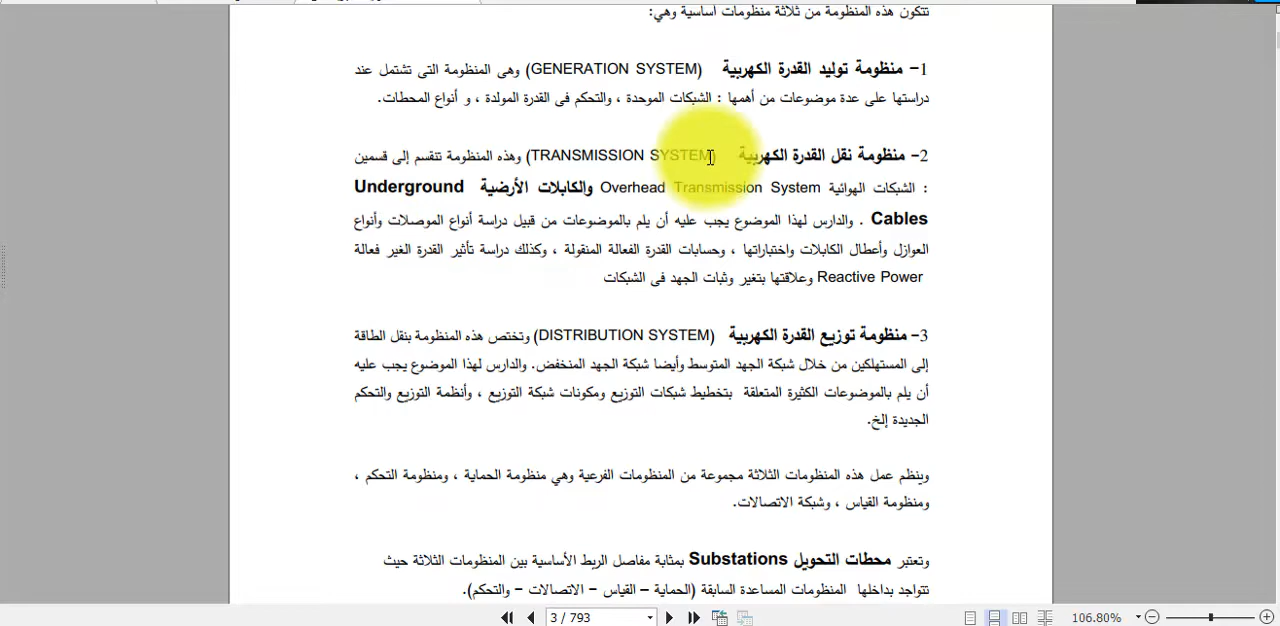 تتكون هذه المنظومة من ثلاثة منظومات أساسية وهي:
1- منظومة توليد القدرة الكهربية (GENERATION SYSTEM) وهى المنظومة التى تشتمل عند
دراستها على عدة موضوعات من أهمها : الشبكات الموحدة ، والتحكم فى القدرة المولدة ، و أنواع المحطات.
2- منظومة نقل القدرة الكهربية (TRANSMISSION SYSTEM) وهذه المنظومة تنقسم إلى قسمين
: الشبكات الهوائية Overhead Transmission System والكابلات الأرضية Underground
Cables . والدارس لهذا الموضوع يجب عليه أن يلم بالموضوعات من قبيل دراسة أنواع الموصلات وأنواع
العوازل وأعطال الكابلات واختباراتها ، وحسابات القدرة الفعالة المنقولة ، وكذلك دراسة تأثير القدرة الغير فعالة
Reactive Power وعلاقتها بتغير وثبات الجهد فى الشبكات
3- منظومة توزيع القدرة الكهربية (DISTRIBUTION SYSTEM) وتختص هذه المنظومة بنقل الطاقة
إلى المستهلكين من خلال شبكة الجهد المتوسط وأيضا شبكة الجهد المنخفض. والدارس لهذا الموضوع يجب عليه
أن يلم بالموضوعات الكثيرة المتعلقة بتخطيط شبكات التوزيع ومكونات شبكة التوزيع ، وأنظمة التوزيع والتحكم
الجديدة إلخ.
وينظم عمل هذه المنظومات الثلاثة مجموعة من المنظومات الفرعية وهي منظومة الحماية ، ومنظومة التحكم ،
ومنظومة القياس ، وشبكة الاتصالات.
وتعتبر محطات التحويل Substations بمثابة مفاصل الربط الأساسية بين المنظومات الثلاثة حيث
تتواجد بداخلها المنظومات المساعدة السابقة (الحماية – القياس – الاتصالات – والتحكم).
3 / 793
106.80%